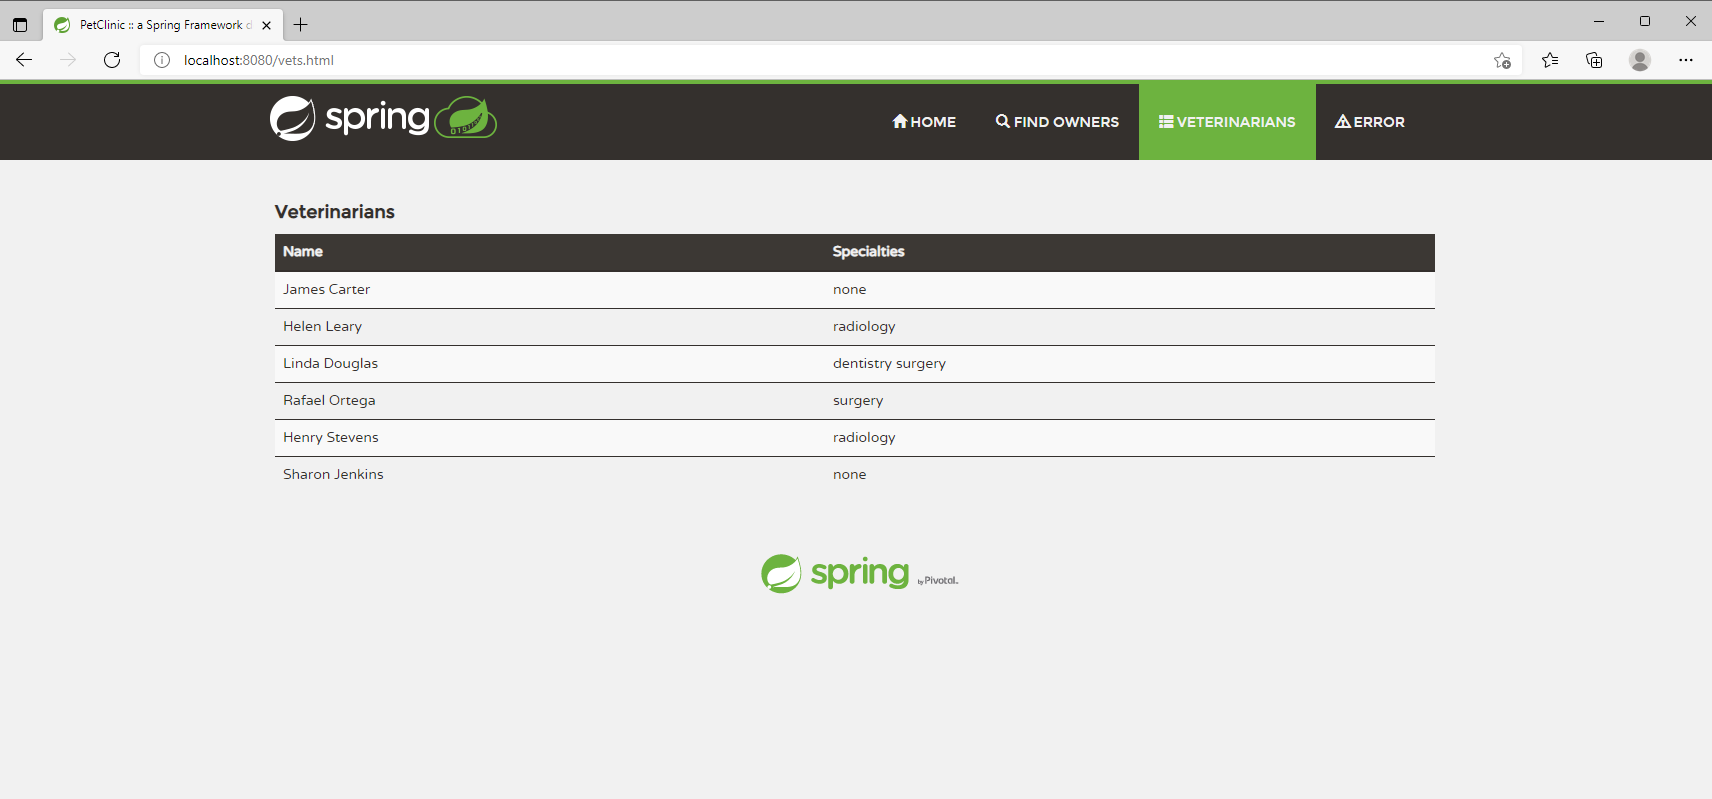 PetClinic :: a Spring Framework d
localhost:8080/vets.html
spring
HOME FIND OWNERS VETERINARIANS ERROR
Veterinarians
Name Specialties
James Carter none
Helen Leary radiology
Linda Douglas dentistry surgery
Rafael Ortega surgery
Henry Stevens radiology
Sharon Jenkins none
spring by Pivotal.